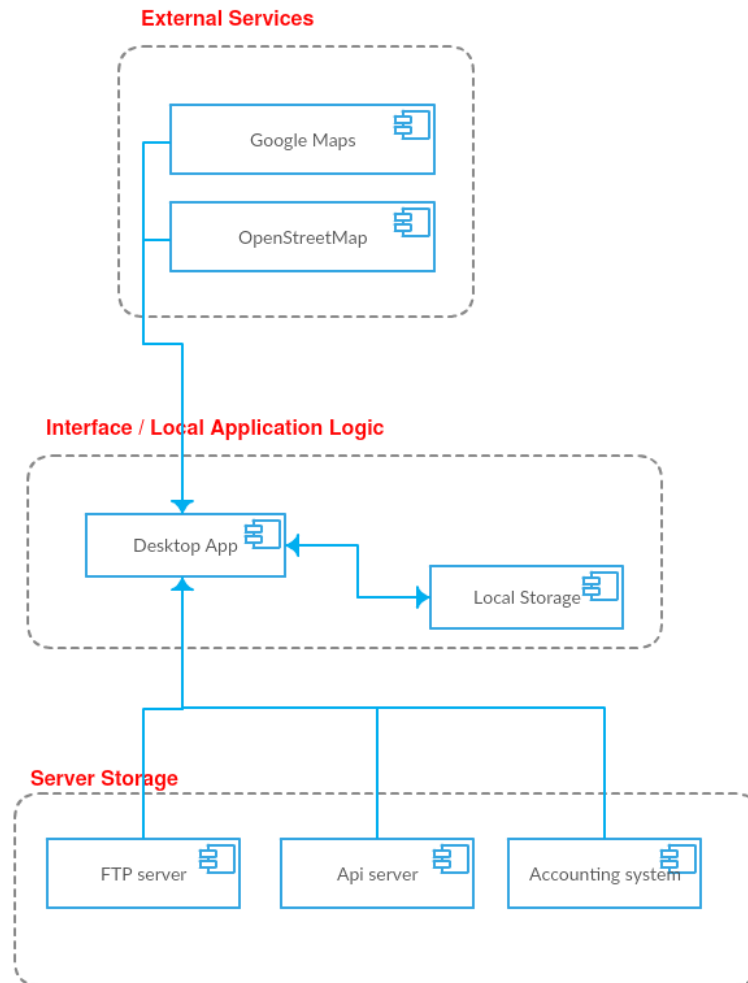 External Services
Google Maps
OpenStreetMap
Interface / Local Application Logic
Desktop App
Local Storage
Server Storage
FTP server
Api server
Accounting system